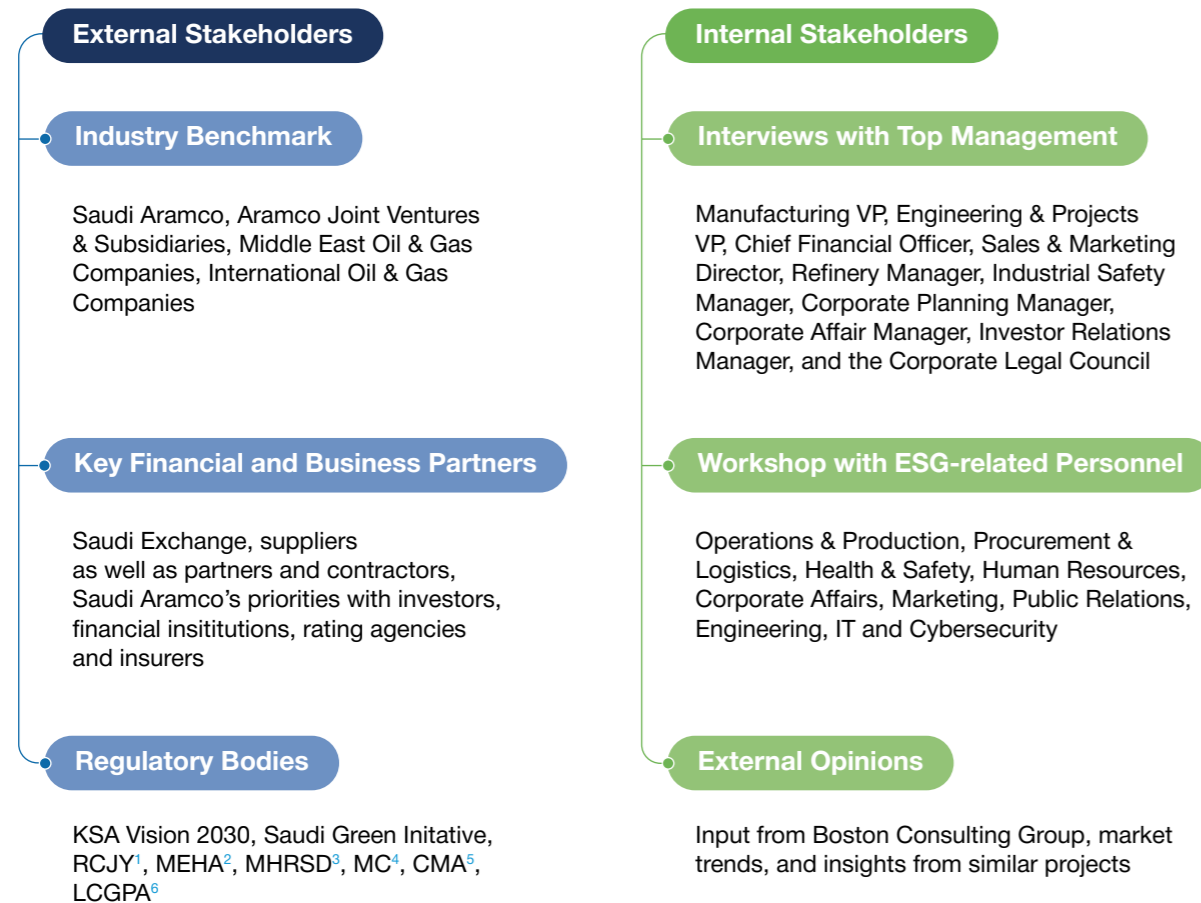 External Stakeholders
Industry Benchmark
Saudi Aramco, Aramco Joint Ventures
& Subsidiaries, Middle East Oil & Gas
Companies, International Oil & Gas
Companies
Key Financial and Business Partners
Saudi Exchange, suppliers
as well as partners and contractors,
Saudi Aramco’s priorities with investors,
financial insititutions, rating agencies
and insurers
Regulatory Bodies
KSA Vision 2030, Saudi Green Initative,
RCJY¹, MEHA², MHRSD³, MC⁴, CMA⁵,
LCGPA⁶
Internal Stakeholders
Interviews with Top Management
Manufacturing VP, Engineering & Projects
VP, Chief Financial Officer, Sales & Marketing
Director, Refinery Manager, Industrial Safety
Manager, Corporate Planning Manager,
Corporate Affair Manager, Investor Relations
Manager, and the Corporate Legal Council
Workshop with ESG-related Personnel
Operations & Production, Procurement &
Logistics, Health & Safety, Human Resources,
Corporate Affairs, Marketing, Public Relations,
Engineering, IT and Cybersecurity
External Opinions
Input from Boston Consulting Group, market
trends, and insights from similar projects